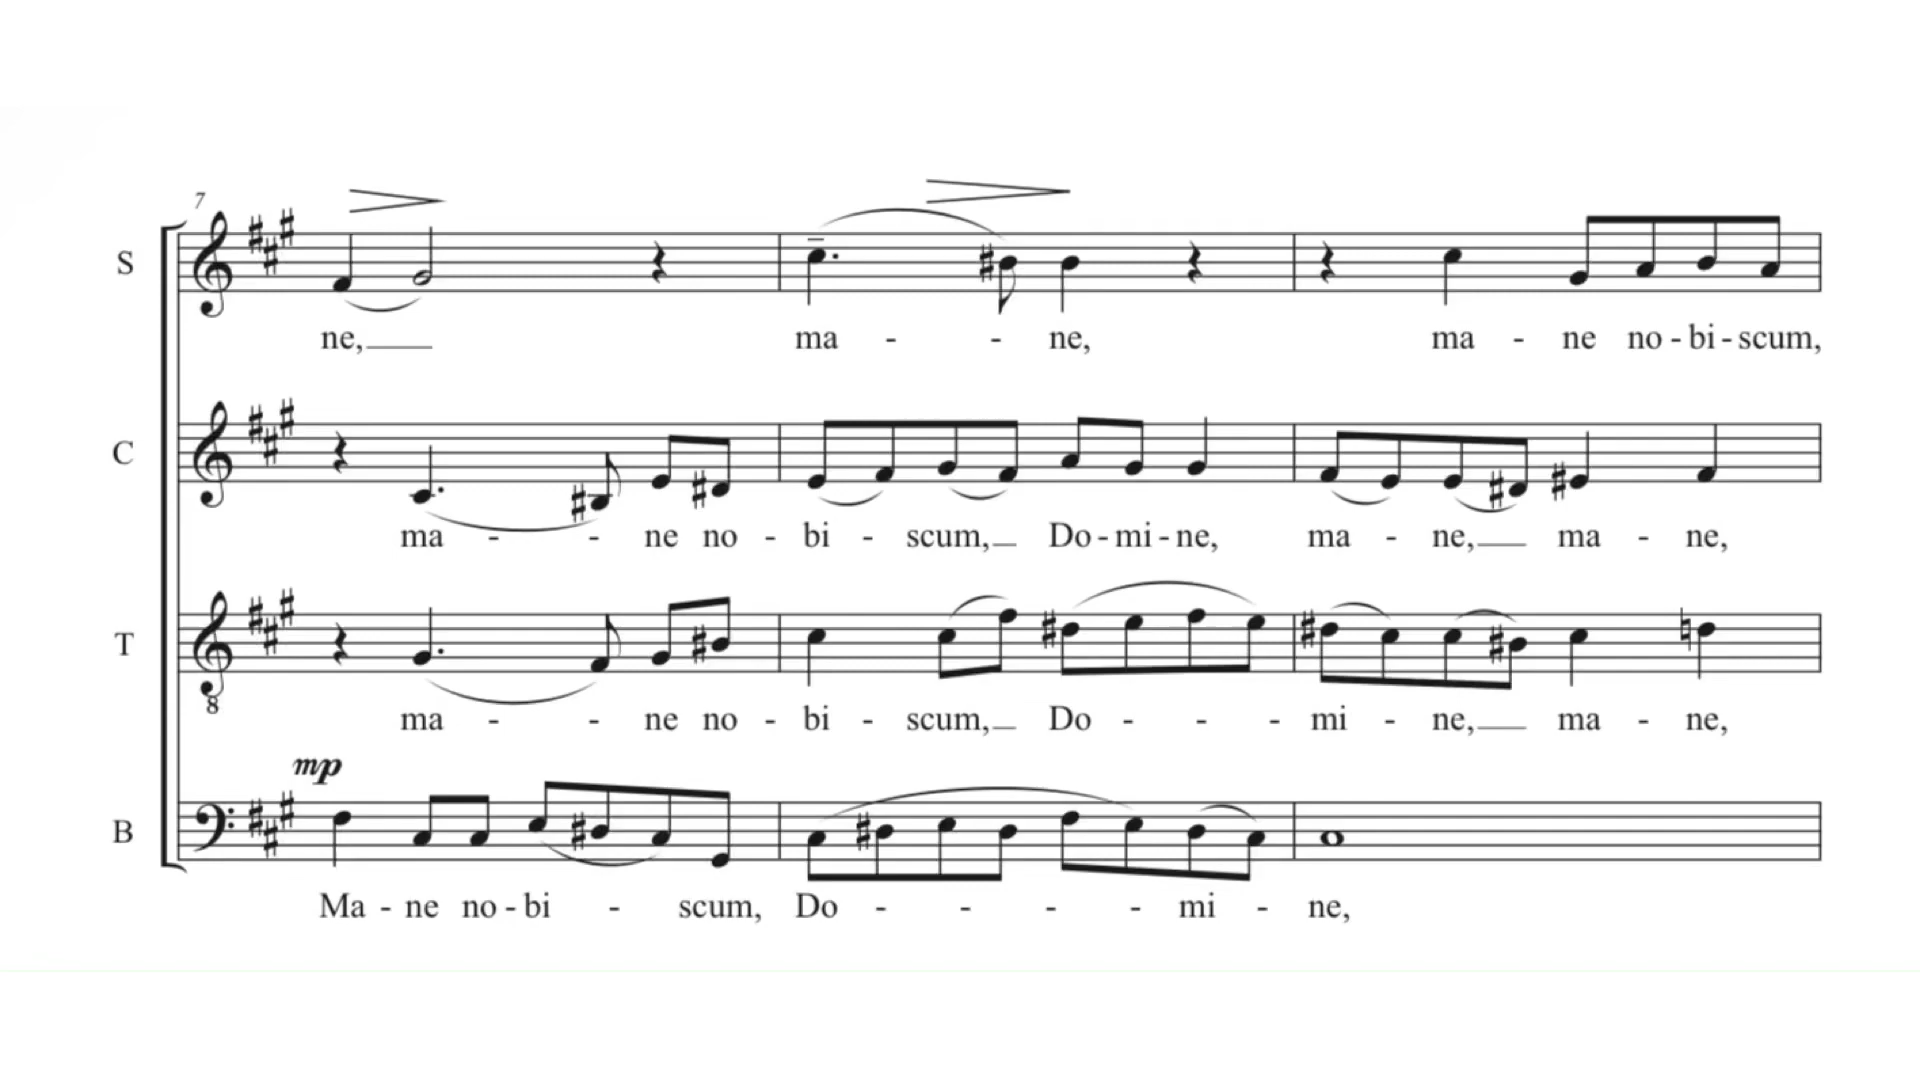 7
S
ne, ma - - ne, ma - ne no - bi - scum,
C
ma - - ne no - bi - scum, Do - mi - ne, ma - ne, ma - ne,
T
8
ma - - ne no - bi - scum, Do - - - mi - ne, ma - ne,
mp
B
Ma - ne no - bi - scum, Do - - - - mi - ne,